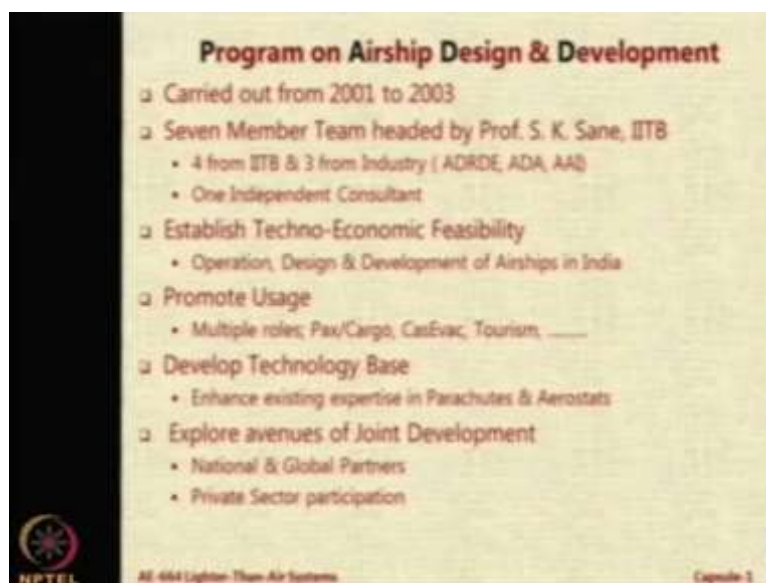 Program on Airship Design & Development
Carried out from 2001 to 2003
Seven Member Team headed by Prof. S. K. Sane, IITB
• 4 from IITB & 3 from Industry ( ADRDE, ADA, AAI)
• One Independent Consultant
Establish Techno-Economic Feasibility
• Operation, Design & Development of Airships in India
Promote Usage
• Multiple roles; Pax/Cargo, CasEvac, Tourism, ........
Develop Technology Base
• Enhance existing expertise in Parachutes & Aerostats
Explore avenues of Joint Development
• National & Global Partners
• Private Sector participation
NPTEL
AE-664 Lighter-Than-Air Systems
Capsule-1